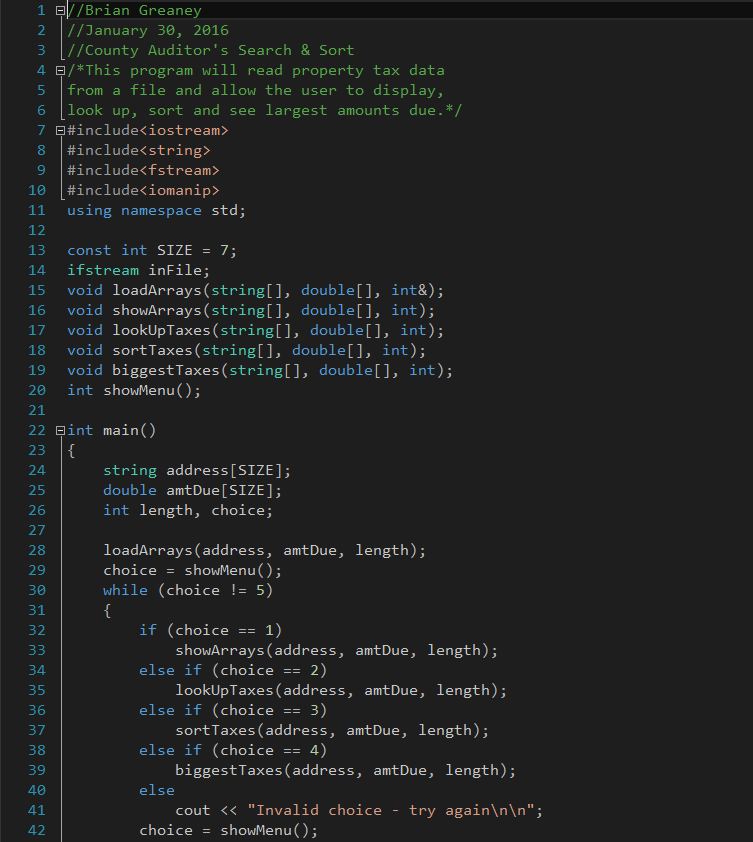 1 //Brian Greaney
2 //January 30, 2016
3 //County Auditor's Search & Sort
4 /*This program will read property tax data
5 from a file and allow the user to display,
6 look up, sort and see largest amounts due.*/
7 #include<iostream>
8 #include<string>
9 #include<fstream>
10 #include<iomanip>
11 using namespace std;
12
13 const int SIZE = 7;
14 ifstream inFile;
15 void loadArrays(string[], double[], int&);
16 void showArrays(string[], double[], int);
17 void lookUpTaxes(string[], double[], int);
18 void sortTaxes(string[], double[], int);
19 void biggestTaxes(string[], double[], int);
20 int showMenu();
21
22 int main()
23 {
24     string address[SIZE];
25     double amtDue[SIZE];
26     int length, choice;
27
28     loadArrays(address, amtDue, length);
29     choice = showMenu();
30     while (choice != 5)
31     {
32         if (choice == 1)
33             showArrays(address, amtDue, length);
34         else if (choice == 2)
35             lookUpTaxes(address, amtDue, length);
36         else if (choice == 3)
37             sortTaxes(address, amtDue, length);
38         else if (choice == 4)
39             biggestTaxes(address, amtDue, length);
40         else
41             cout << "Invalid choice - try again\n\n";
42         choice = showMenu();